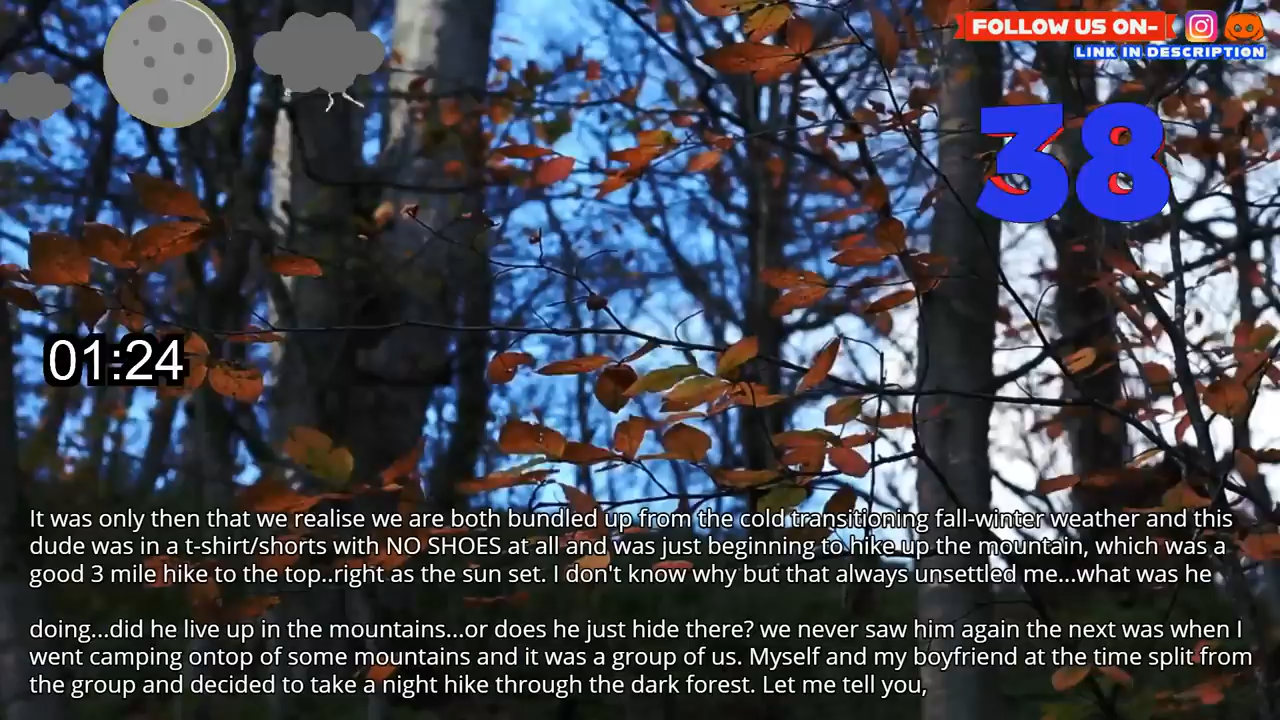 FOLLOW US ON-
LINK IN DESCRIPTION
38
01:24
It was only then that we realise we are both bundled up from the cold transitioning fall-winter weather and this
dude was in a t-shirt/shorts with NO SHOES at all and was just beginning to hike up the mountain, which was a
good 3 mile hike to the top..right as the sun set. I don't know why but that always unsettled me...what was he
doing...did he live up in the mountains...or does he just hide there? we never saw him again the next was when I
went camping ontop of some mountains and it was a group of us. Myself and my boyfriend at the time split from
the group and decided to take a night hike through the dark forest. Let me tell you,